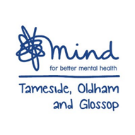 mind
for better mental health
Tameside, Oldham
and Glossop